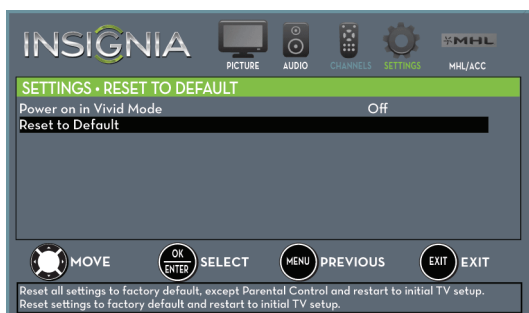 INSIGNIA
PICTURE AUDIO CHANNELS SETTINGS MHL MHL/ACC
SETTINGS • RESET TO DEFAULT
Power on in Vivid Mode Off
Reset to Default
MOVE OK ENTER SELECT MENU PREVIOUS EXIT EXIT
Reset all settings to factory default, except Parental Control and restart to initial TV setup.
Reset settings to factory default and restart to initial TV setup.